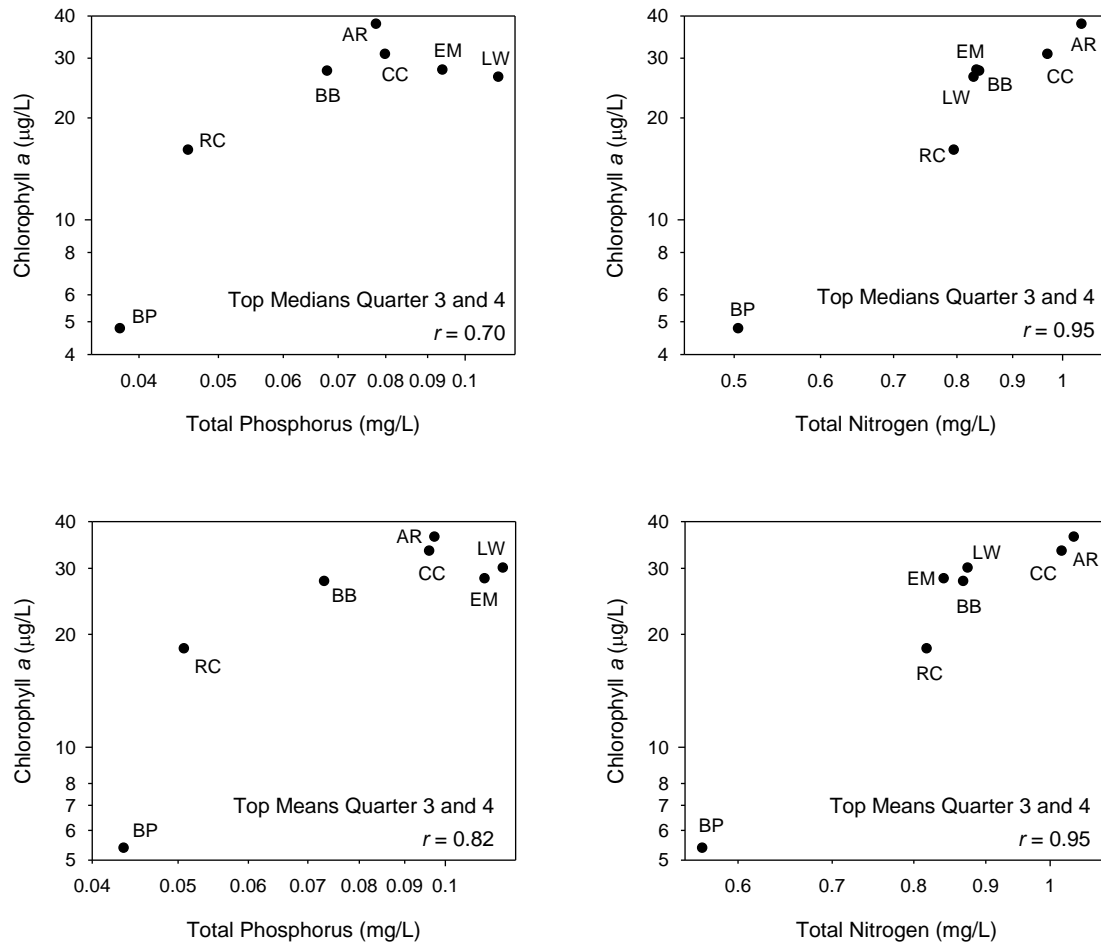 40
30
20
10
8
6
5
4
Chlorophyll a (µg/L)
AR
EM
LW
CC
BB
RC
BP
Top Medians Quarter 3 and 4
r = 0.70
0.04 0.05 0.06 0.07 0.08 0.09 0.1
Total Phosphorus (mg/L)
40
30
20
10
8
6
5
4
Chlorophyll a (µg/L)
AR
EM
CC
BB
LW
RC
BP
Top Medians Quarter 3 and 4
r = 0.95
0.5 0.6 0.7 0.8 0.9 1
Total Nitrogen (mg/L)
40
30
20
10
8
7
6
5
Chlorophyll a (µg/L)
AR
LW
CC
EM
BB
RC
BP
Top Means Quarter 3 and 4
r = 0.82
0.04 0.05 0.06 0.07 0.08 0.09 0.1
Total Phosphorus (mg/L)
40
30
20
10
8
7
6
5
Chlorophyll a (µg/L)
AR
LW
CC
EM
BB
RC
BP
Top Means Quarter 3 and 4
r = 0.95
0.6 0.7 0.8 0.9 1
Total Nitrogen (mg/L)